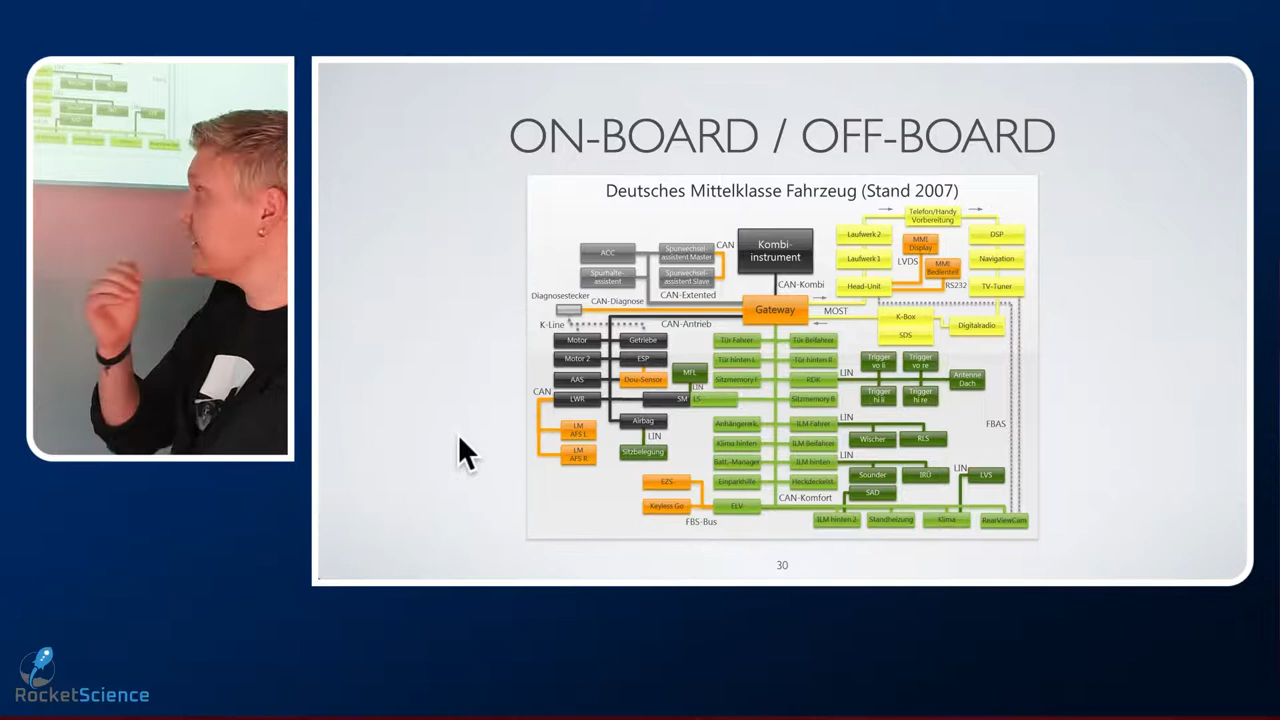 ON-BOARD / OFF-BOARD
Deutsches Mittelklasse Fahrzeug (Stand 2007)
Telefon/Handy
Vorbereitung
Laufwerk 2
MMI
Display
DSP
ACC
Spurwechsel-
assistent Master
CAN
Kombi-
instrument
Laufwerk 1
LVDS
MMI
Bedienteil
Navigation
Spurhalte-
assistent
Spurwechsel-
assistent Slave
CAN-Kombi
Head-Unit
RS232
TV-Tuner
Diagnosestecker
CAN-Diagnose
CAN-Extented
Gateway
MOST
K-Box
SDS
Digitalradio
K-Line
CAN-Antrieb
Motor
Getriebe
Tür Fahrer
Tür Beifahrer
Motor 2
ESP
Tür hinten L
Tür hinten R
Trigger
vo li
Trigger
vo re
AAS
Dou-Sensor
MFL
LIN
RDK
LIN
Antenne
Dach
CAN
LWR
SM
LS
Sitzmemory B
Trigger
hi li
Trigger
hi re
LM
AFS L
Airbag
LIN
ILM Fahrer
LIN
FBAS
LM
AFS R
Sitzbelegung
Klima hinten
ILM Beifahrer
Wischer
RLS
Batt.-Manager
ILM hinten
LIN
EZS
Einparkhilfe
Heckdeckelst.
Sounder
IRÜ
LIN
LVS
Keyless Go
ELV
CAN-Komfort
SAD
FBS-Bus
ILM hinten 2
Standheizung
Klima
RearViewCam
30
RocketScience